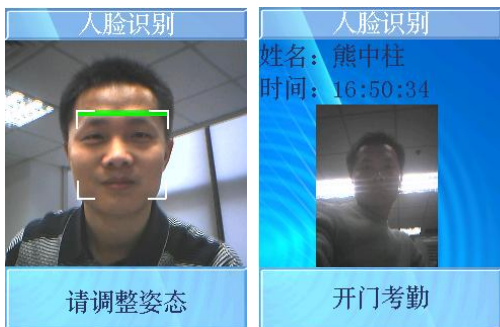 人脸识别
请调整姿态
人脸识别
姓名：熊中柱
时间：16:50:34
开门考勤